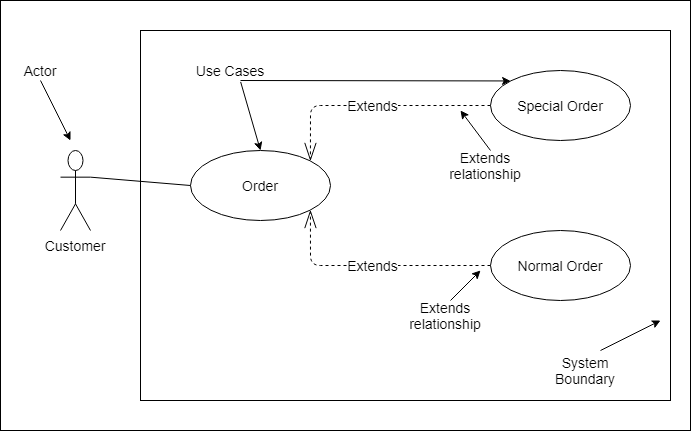 Actor
Use Cases
Extends
Special Order
Extends
relationship
Order
Customer
Extends
Normal Order
Extends
relationship
System
Boundary